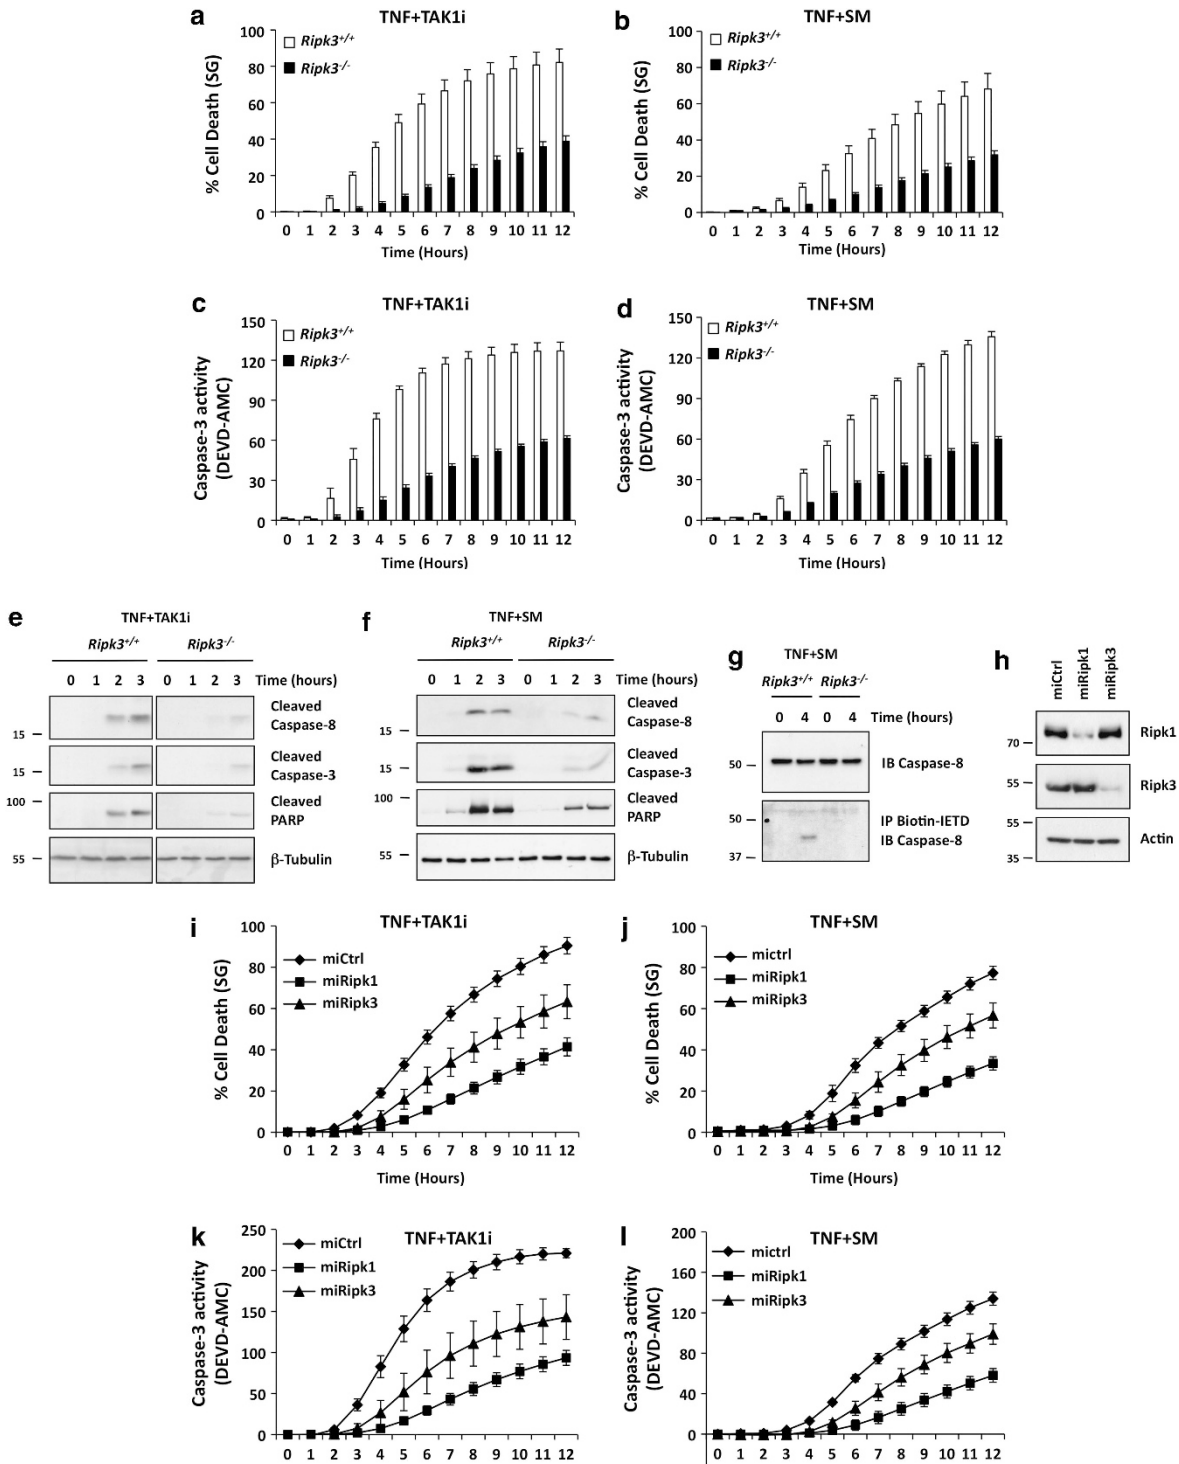 a
TNF+TAK1i
% Cell Death (SG)
100
80
60
40
20
0
Ripk3+/+
Ripk3-/-
0 1 2 3 4 5 6 7 8 9 10 11 12
Time (Hours)
b
TNF+SM
% Cell Death (SG)
100
80
60
40
20
0
Ripk3+/+
Ripk3-/-
0 1 2 3 4 5 6 7 8 9 10 11 12
Time (Hours)
c
TNF+TAK1i
Caspase-3 activity
(DEVD-AMC)
150
120
90
60
30
0
Ripk3+/+
Ripk3-/-
0 1 2 3 4 5 6 7 8 9 10 11 12
Time (Hours)
d
TNF+SM
Caspase-3 activity
(DEVD-AMC)
150
120
90
60
30
0
Ripk3+/+
Ripk3-/-
0 1 2 3 4 5 6 7 8 9 10 11 12
Time (Hours)
e
TNF+TAK1i
Ripk3+/+ Ripk3-/-
0 1 2 3 0 1 2 3 Time (hours)
15
Cleaved
Caspase-8
15
Cleaved
Caspase-3
100
Cleaved
PARP
55
β-Tubulin
f
TNF+SM
Ripk3+/+ Ripk3-/-
0 1 2 3 0 1 2 3 Time (hours)
15
Cleaved
Caspase-8
15
Cleaved
Caspase-3
100
Cleaved
PARP
55
β-Tubulin
g
TNF+SM
Ripk3+/+ Ripk3-/-
0 4 0 4 Time (hours)
50
IB Caspase-8
50
37
IP Biotin-IETD
IB Caspase-8
h
miCtrl
miRipk1
miRipk3
70
Ripk1
55
Ripk3
55
35
Actin
i
TNF+TAK1i
% Cell Death (SG)
100
80
60
40
20
0
miCtrl
miRipk1
miRipk3
0 1 2 3 4 5 6 7 8 9 10 11 12
Time (Hours)
j
TNF+SM
% Cell Death (SG)
100
80
60
40
20
0
mictrl
miRipk1
miRipk3
0 1 2 3 4 5 6 7 8 9 10 11 12
Time (Hours)
k
TNF+TAK1i
Caspase-3 activity
(DEVD-AMC)
250
200
150
100
50
0
miCtrl
miRipk1
miRipk3
0 1 2 3 4 5 6 7 8 9 10 11 12
l
TNF+SM
Caspase-3 activity
(DEVD-AMC)
200
160
120
80
40
0
mictrl
miRipk1
miRipk3
0 1 2 3 4 5 6 7 8 9 10 11 12